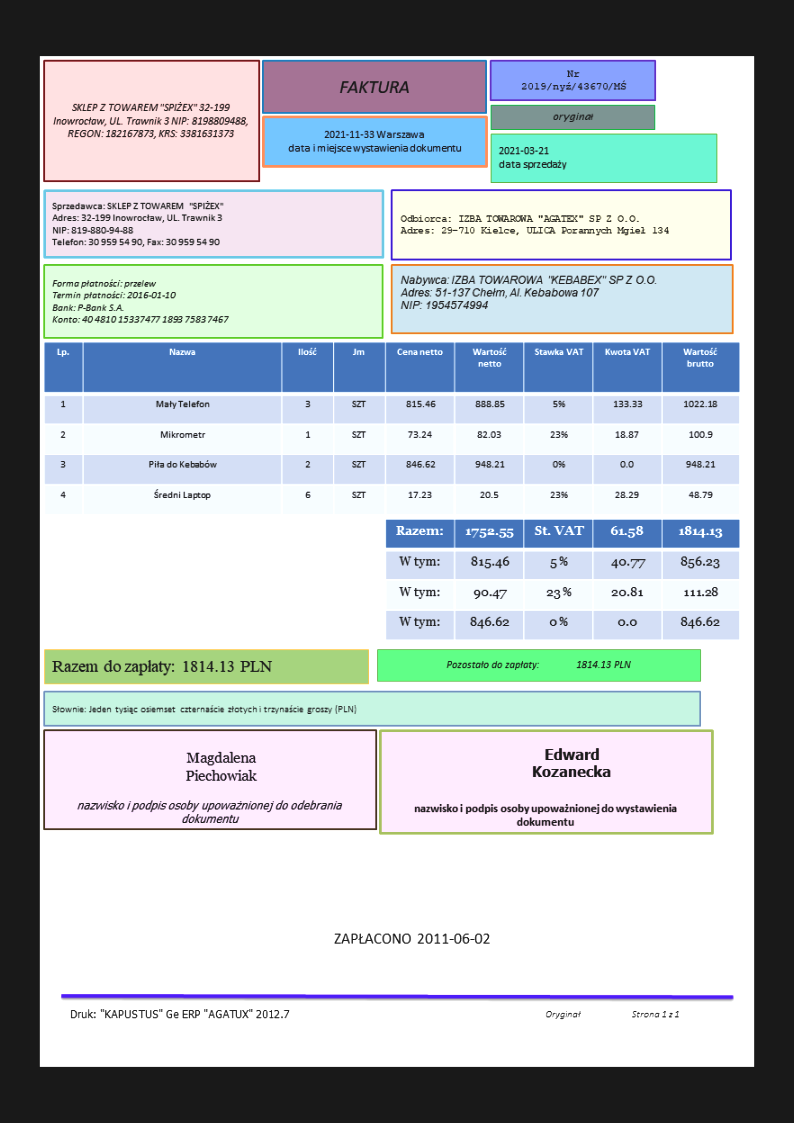 SKLEP Z TOWAREM "SPIŻEX" 32-199
Inowrocław, UL. Trawnik 3 NIP: 8198809488,
REGON: 182167873, KRS: 3381631373
FAKTURA
2021-11-33 Warszawa
data i miejsce wystawienia dokumentu
Nr
2019/nyź/43670/MŚ
oryginał
2021-03-21
data sprzedaży
Sprzedawca: SKLEP Z TOWAREM "SPIŻEX"
Adres: 32-199 Inowrocław, UL. Trawnik 3
NIP: 819-880-94-88
Telefon: 30 959 54 90, Fax: 30 959 54 90
Odbiorca: IZBA TOWAROWA "AGATEX" SP Z O.O.
Adres: 29-710 Kielce, ULICA Porannych Mgieł 134
Forma płatności: przelew
Termin płatności: 2016-01-10
Bank: P-Bank S.A.
Konto: 40 4810 15337477 1893 7583 7467
Nabywca: IZBA TOWAROWA "KEBABEX" SP Z O.O.
Adres: 51-137 Chełm, Al. Kebabowa 107
NIP: 1954574994
Lp. Nazwa Ilość Jm Cena netto Wartość netto Stawka VAT Kwota VAT Wartość brutto
1 Mały Telefon 3 SZT 815.46 888.85 5% 133.33 1022.18
2 Mikrometr 1 SZT 73.24 82.03 23% 18.87 100.9
3 Piła do Kebabów 2 SZT 846.62 948.21 0% 0.0 948.21
4 Średni Laptop 6 SZT 17.23 20.5 23% 28.29 48.79
Razem: 1752.55 St. VAT 61.58 1814.13
W tym: 815.46 5% 40.77 856.23
W tym: 90.47 23% 20.81 111.28
W tym: 846.62 0% 0.0 846.62
Razem do zapłaty: 1814.13 PLN
Pozostało do zapłaty: 1814.13 PLN
Słownie: Jeden tysiąc osiemset czternaście złotych i trzynaście groszy (PLN)
Magdalena
Piechowiak
nazwisko i podpis osoby upoważnionej do odebrania
dokumentu
Edward
Kozanecka
nazwisko i podpis osoby upoważnionej do wystawienia
dokumentu
ZAPŁACONO 2011-06-02
Druk: "KAPUSTUS" Ge ERP "AGATUX" 2012.7
Oryginał Strona 1 z 1